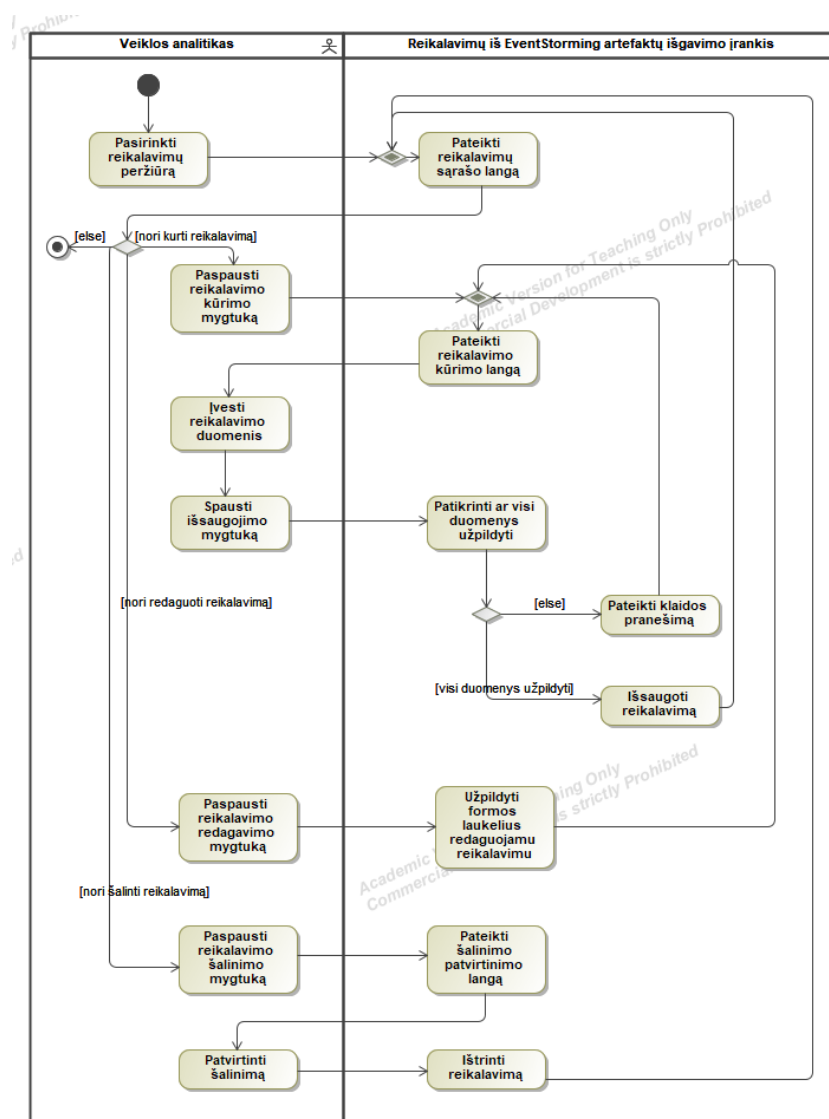 y Prohibi
Veiklos analitikas
Reikalavimų iš EventStorming artefaktų išgavimo įrankis
Pasirinkti
reikalavimų
peržiūrą
Pateikti
reikalavimų
sąrašo langą
[else]
[nori kurti reikalavimą]
Academic Version for Teaching Only
Commercial Development is strictly Prohibited
Paspausti
reikalavimo
kūrimo
mygtuką
Pateikti
reikalavimo
kūrimo langą
Įvesti
reikalavimo
duomenis
Spausti
išsaugojimo
mygtuką
Patikrinti ar visi
duomenys
užpildyti
[nori redaguoti reikalavimą]
[else]
Pateikti klaidos
pranešimą
[visi duomenys užpildyti]
Išsaugoti
reikalavimą
Paspausti
reikalavimo
redagavimo
mygtuką
Užpildyti
formos
laukelius
redaguojamu
reikalavimu
[nori šalinti reikalavimą]
Paspausti
reikalavimo
šalinimo
mygtuką
Pateikti
šalinimo
patvirtinimo
langą
Patvirtinti
šalinimą
Ištrinti
reikalavimą